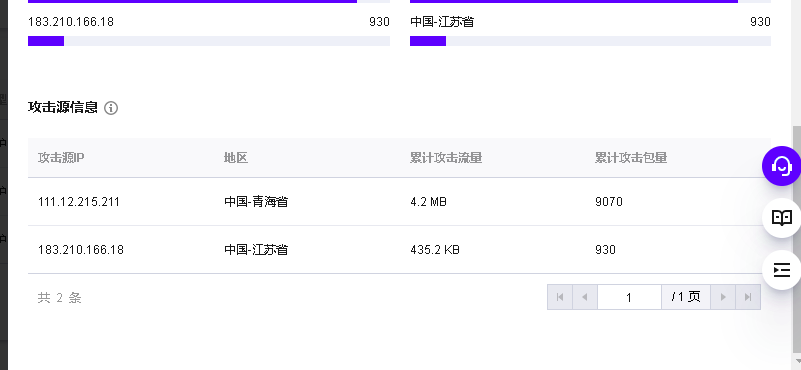 183.210.166.18 930 中国-江苏省 930
攻击源信息
攻击源IP 地区 累计攻击流量 累计攻击包量
111.12.215.211 中国-青海省 4.2 MB 9070
183.210.166.18 中国-江苏省 435.2 KB 930
共 2 条 1 / 1 页